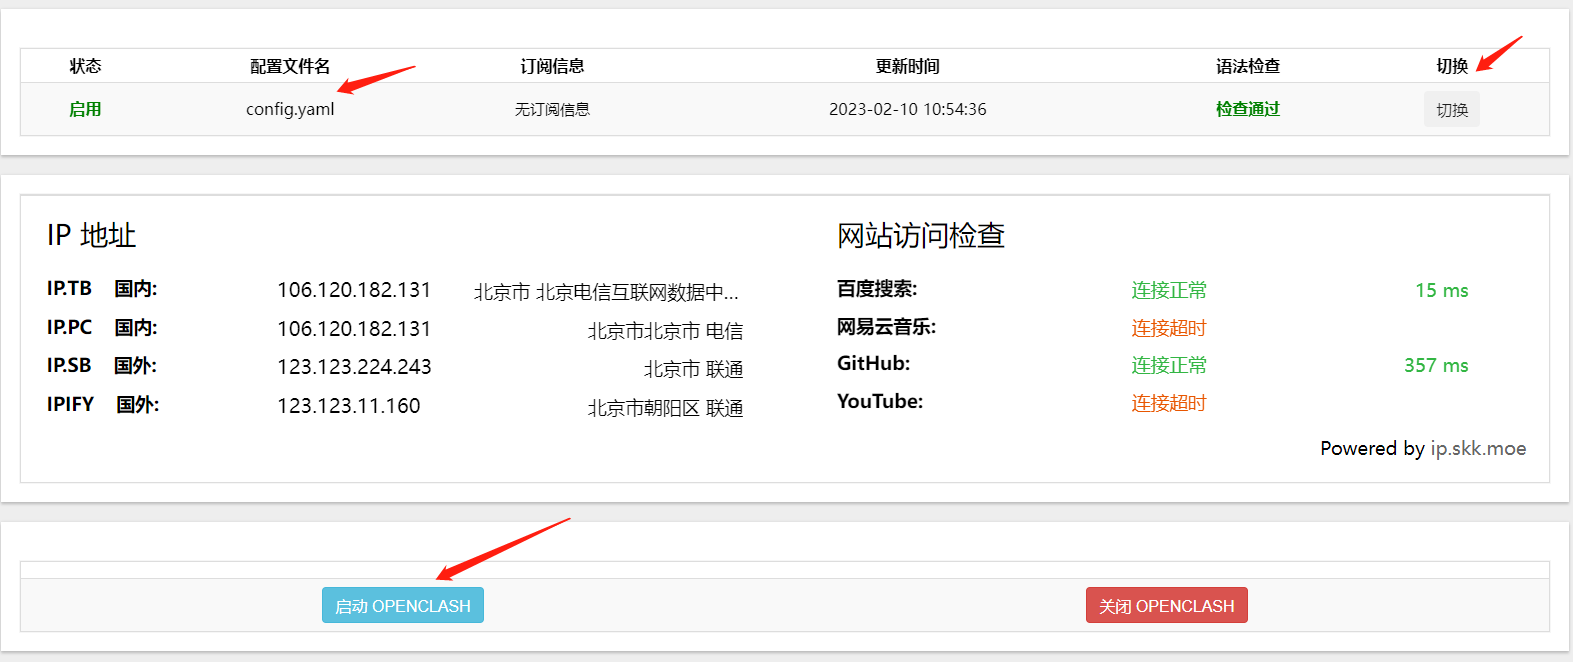 状态 配置文件名 订阅信息 更新时间 语法检查 切换
启用 config.yaml 无订阅信息 2023-02-10 10:54:36 检查通过 切换
IP 地址
IP.TB 国内: 106.120.182.131 北京市 北京电信互联网数据中...
IP.PC 国内: 106.120.182.131 北京市北京市 电信
IP.SB 国外: 123.123.224.243 北京市 联通
IPIFY 国外: 123.123.11.160 北京市朝阳区 联通
网站访问检查
百度搜索: 连接正常 15 ms
网易云音乐: 连接超时
GitHub: 连接正常 357 ms
YouTube: 连接超时
Powered by ip.skk.moe
启动 OPENCLASH 关闭 OPENCLASH